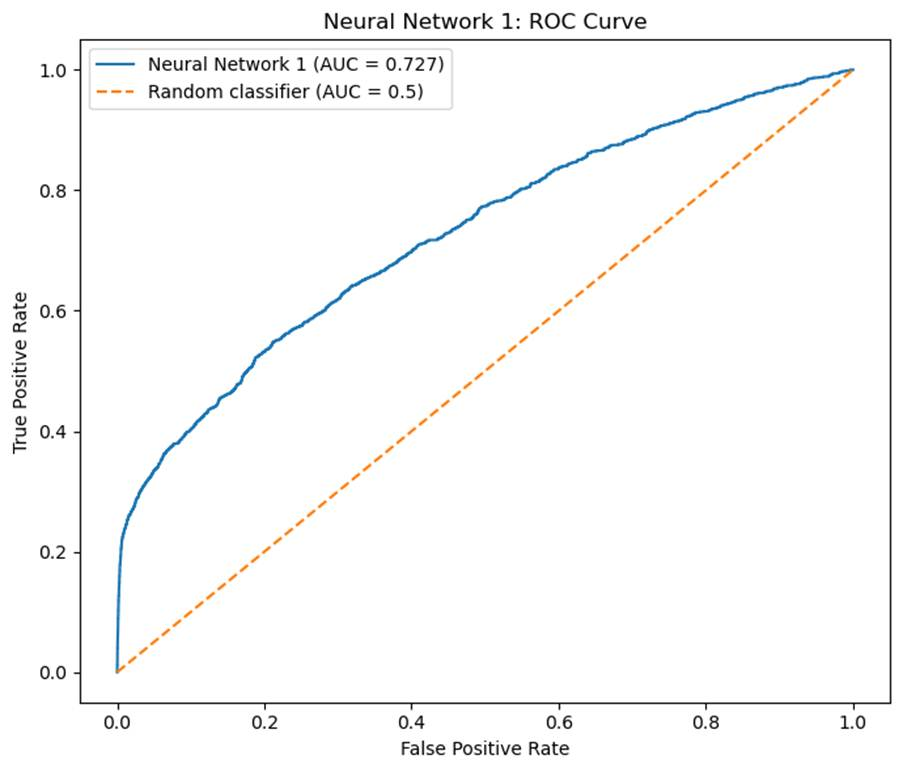 Neural Network 1: ROC Curve
Neural Network 1 (AUC = 0.727)
Random classifier (AUC = 0.5)
True Positive Rate
1.0
0.8
0.6
0.4
0.2
0.0
0.0 0.2 0.4 0.6 0.8 1.0
False Positive Rate